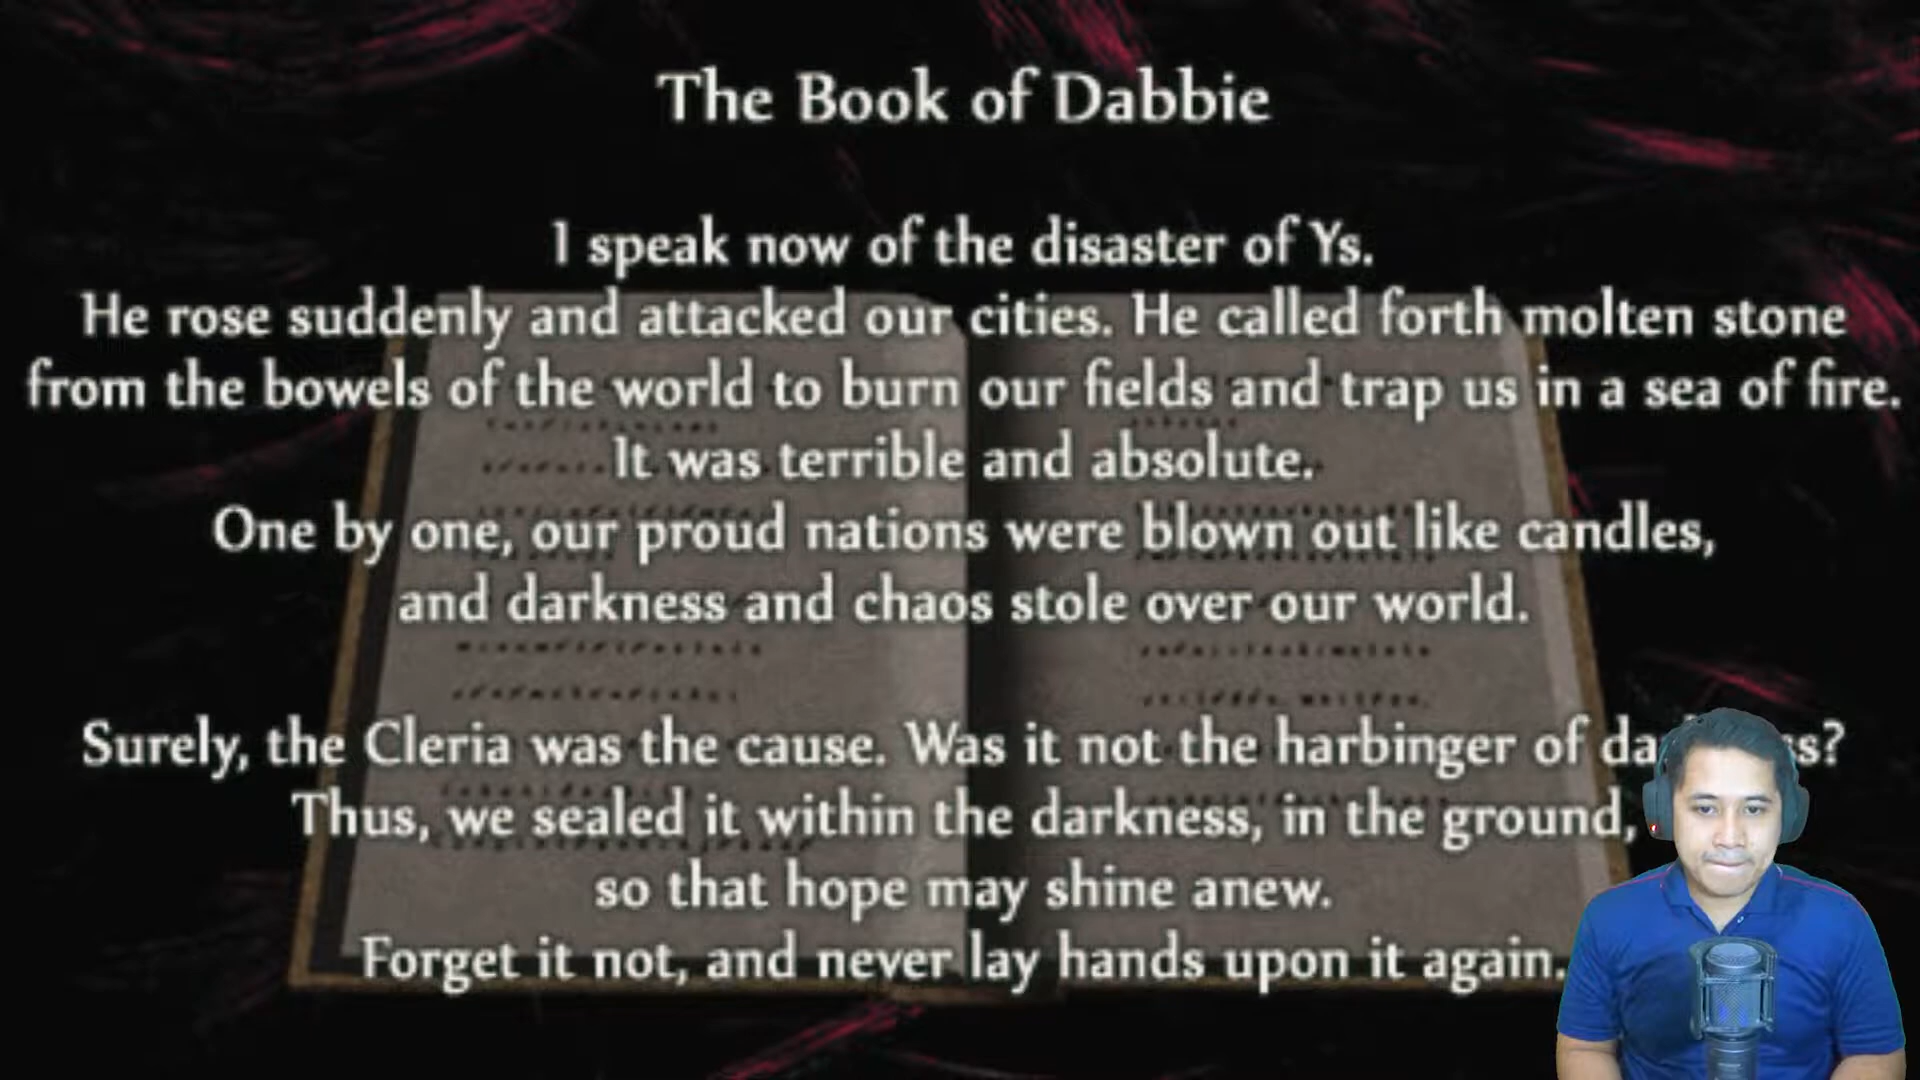 The Book of Dabbie
I speak now of the disaster of Ys.
He rose suddenly and attacked our cities. He called forth molten stone
from the bowels of the world to burn our fields and trap us in a sea of fire.
It was terrible and absolute.
One by one, our proud nations were blown out like candles,
and darkness and chaos stole over our world.
Surely, the Cleria was the cause. Was it not the harbinger of
Thus, we sealed it within the darkness, in the ground,
so that hope may shine anew.
Forget it not, and never lay hands upon it again.